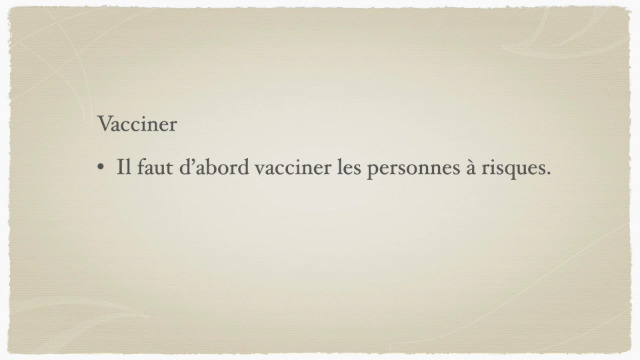 Vacciner
• Il faut d’abord vacciner les personnes à risques.